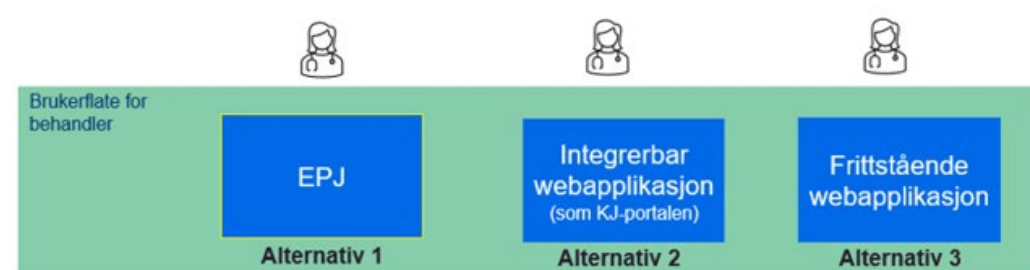 Brukerflate for
behandler
EPJ
Alternativ 1
Integrerbar
webapplikasjon
(som KJ-portalen)
Alternativ 2
Frittstående
webapplikasjon
Alternativ 3